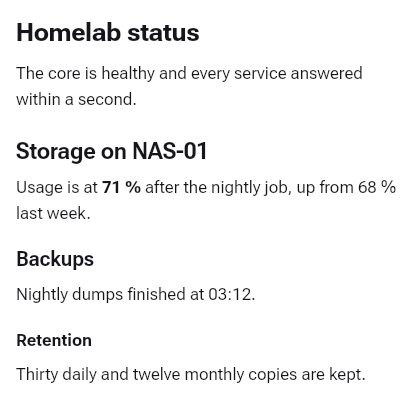 Homelab status
The core is healthy and every service answered
within a second.
Storage on NAS-01
Usage is at 71 % after the nightly job, up from 68 %
last week.
Backups
Nightly dumps finished at 03:12.
Retention
Thirty daily and twelve monthly copies are kept.